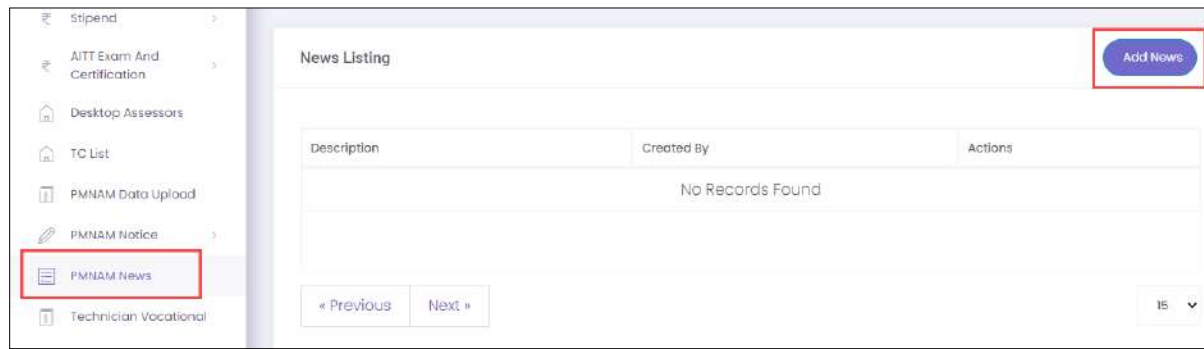 Stipend
AITT Exam And
Certification
Desktop Assessors
TC List
PMNAM Data Upload
PMNAM Notice
PMNAM News
Technician Vocational
News Listing
Add News
Description Created By Actions
No Records Found
« Previous Next »
15